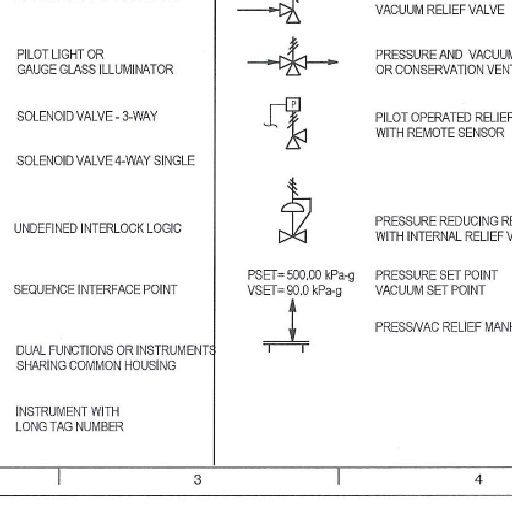 PILOT LIGHT OR
GAUGE GLASS ILLUMINATOR
SOLENOID VALVE - 3-WAY
SOLENOID VALVE 4-WAY SINGLE
UNDEFINED INTERLOCK LOGIC
SEQUENCE INTERFACE POINT
DUAL FUNCTIONS OR INSTRUMENTS
SHARING COMMON HOUSING
INSTRUMENT WITH
LONG TAG NUMBER
P
PSET= 500.00 kPa-g
VSET= 90.0 kPa-g
VACUUM RELIEF VALVE
PRESSURE AND VACUUM
OR CONSERVATION VENT
PILOT OPERATED RELIEF
WITH REMOTE SENSOR
PRESSURE REDUCING RE
WITH INTERNAL RELIEF V
PRESSURE SET POINT
VACUUM SET POINT
PRESS/VAC RELIEF MANH
3
4